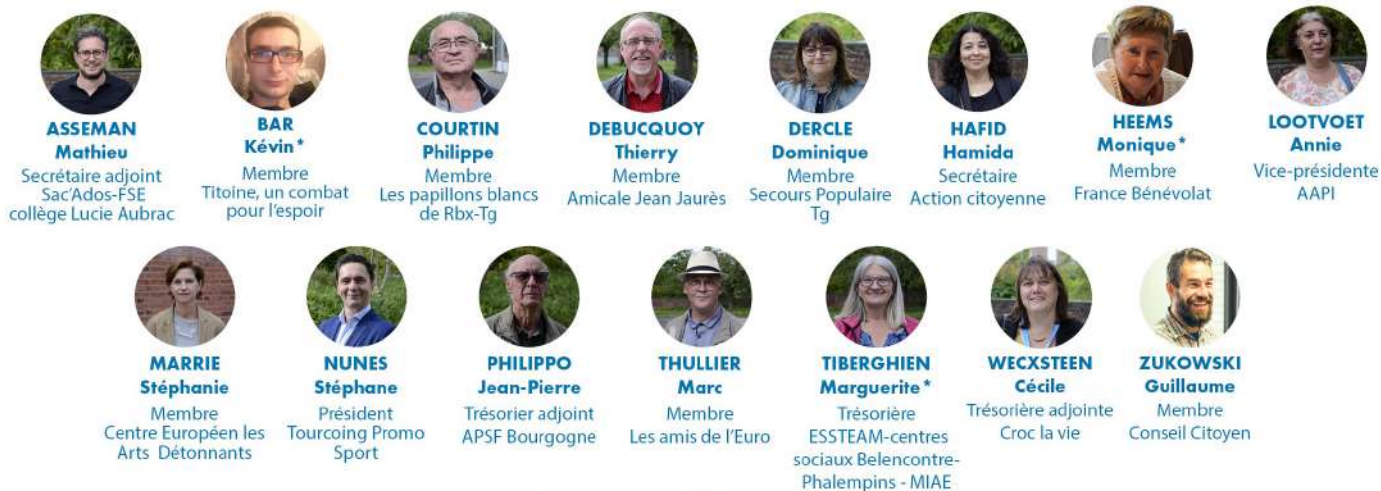 ASSEMAN
Mathieu
Secrétaire adjoint
Sac'Ados-FSE
collège Lucie Aubrac
BAR
Kévin*
Membre
Titoine, un combat
pour l'espoir
COURTIN
Philippe
Membre
Les papillons blancs
de Rbx-Tg
DEBUCQUOY
Thierry
Membre
Amicale Jean Jaurès
DERCLE
Dominique
Membre
Secours Populaire
Tg
HAFID
Hamida
Secrétaire
Action citoyenne
HEEMS
Monique*
Membre
France Bénévolat
LOOTVOET
Annie
Vice-présidente
AAPI
MARRIE
Stéphanie
Membre
Centre Européen les
Arts Détonnants
NUNES
Stéphane
Président
Tourcoing Promo
Sport
PHILIPPO
Jean-Pierre
Trésorier adjoint
APSF Bourgogne
THULLIER
Marc
Membre
Les amis de l'Euro
TIBERGHIEN
Marguerite*
Trésorière
ESSTEAM-centres
sociaux Belencontre-
Phalempins - MIAE
WECXSTEEN
Cécile
Trésorière adjointe
Croc la vie
ZUKOWSKI
Guillaume
Membre
Conseil Citoyen